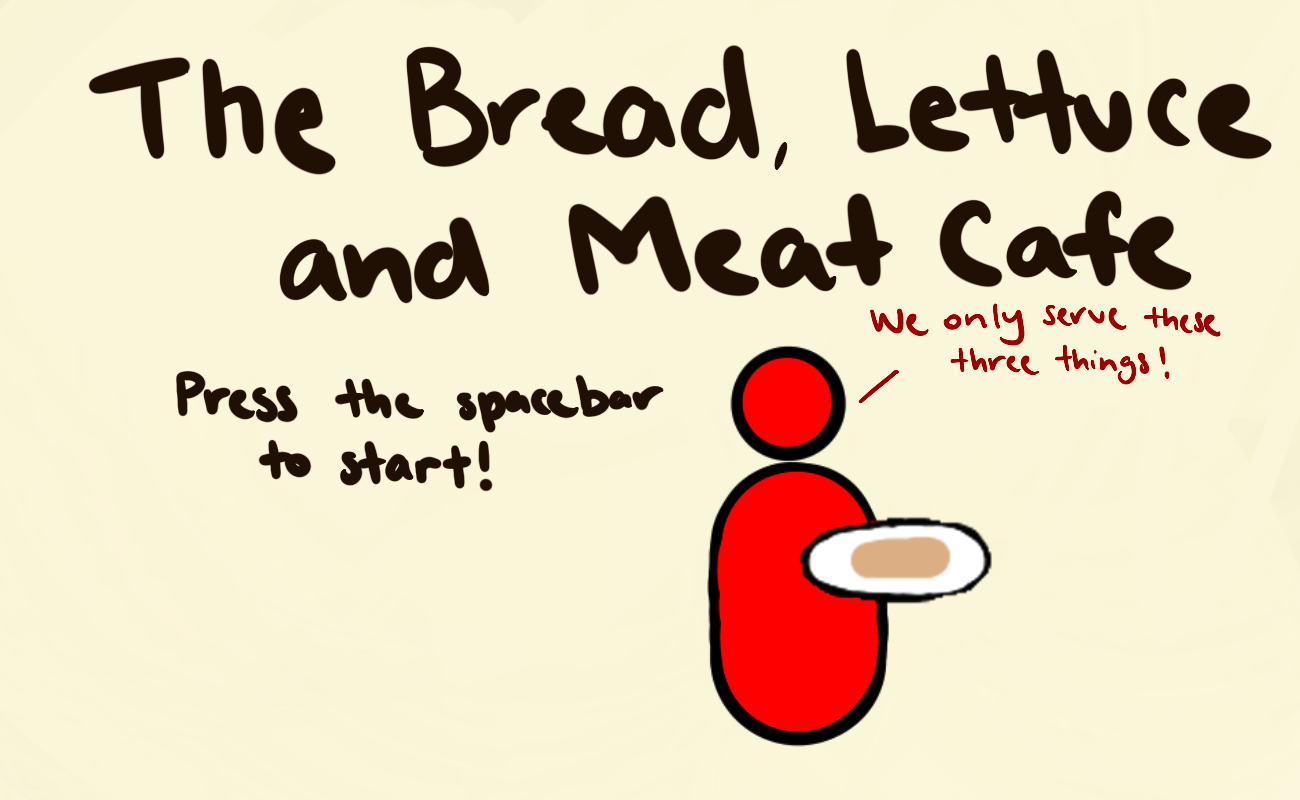 The Bread, Lettuce
and Meat Cafe
We only serve these
three things!
Press the spacebar
to start!